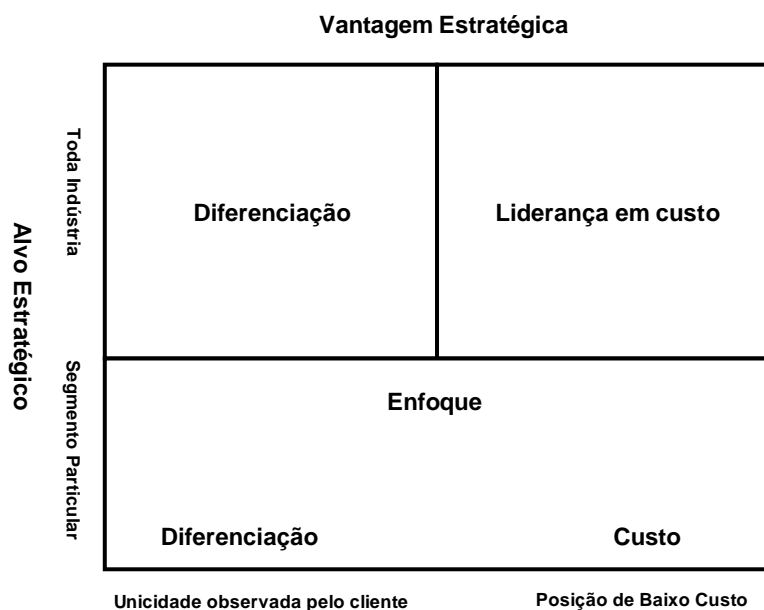 Vantagem Estratégica
Toda Indústria
Diferenciação
Liderança em custo
Alvo Estratégico
Segmento Particular
Enfoque
Diferenciação
Custo
Unicidade observada pelo cliente
Posição de Baixo Custo